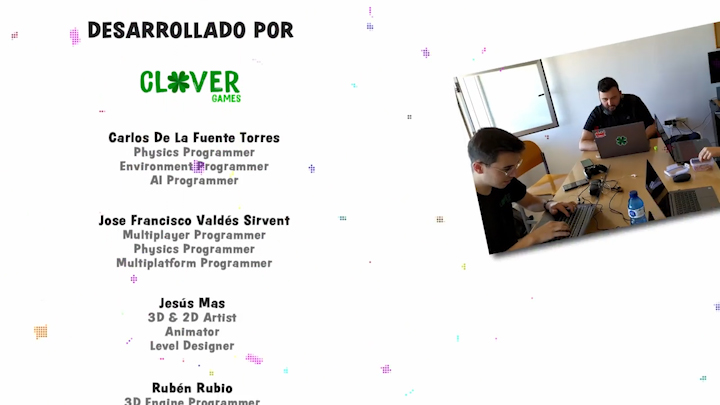 DESARROLLADO POR
CLOVER
GAMES
Carlos De La Fuente Torres
Physics Programmer
Environment Programmer
AI Programmer
Jose Francisco Valdés Sirvent
Multiplayer Programmer
Physics Programmer
Multiplatform Programmer
Jesús Mas
3D & 2D Artist
Animator
Level Designer
Rubén Rubio
3D Engine Programmer